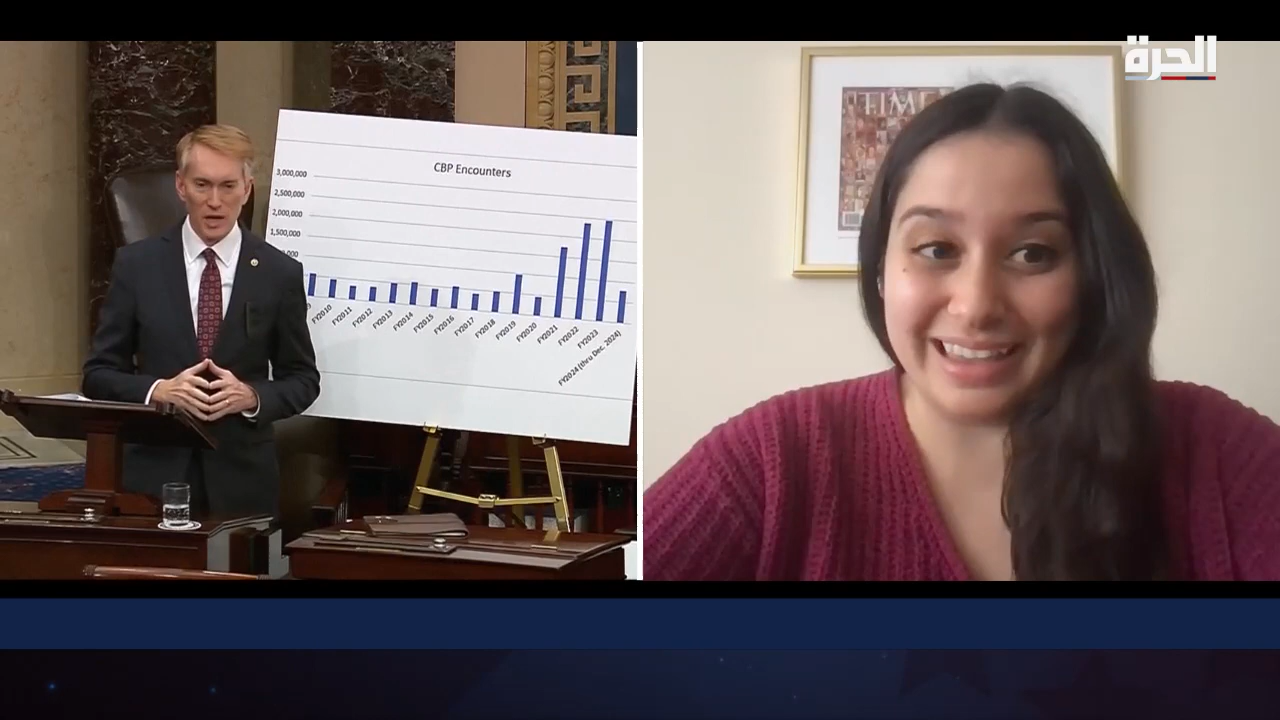 الحرة
TIME
CBP Encounters
3,000,000
2,500,000
2,000,000
1,500,000
FY2010
FY2011
FY2012
FY2013
FY2014
FY2015
FY2016
FY2017
FY2018
FY2019
FY2020
FY2021
FY2022
FY2023
FY2024 (thru Dec. 2024)